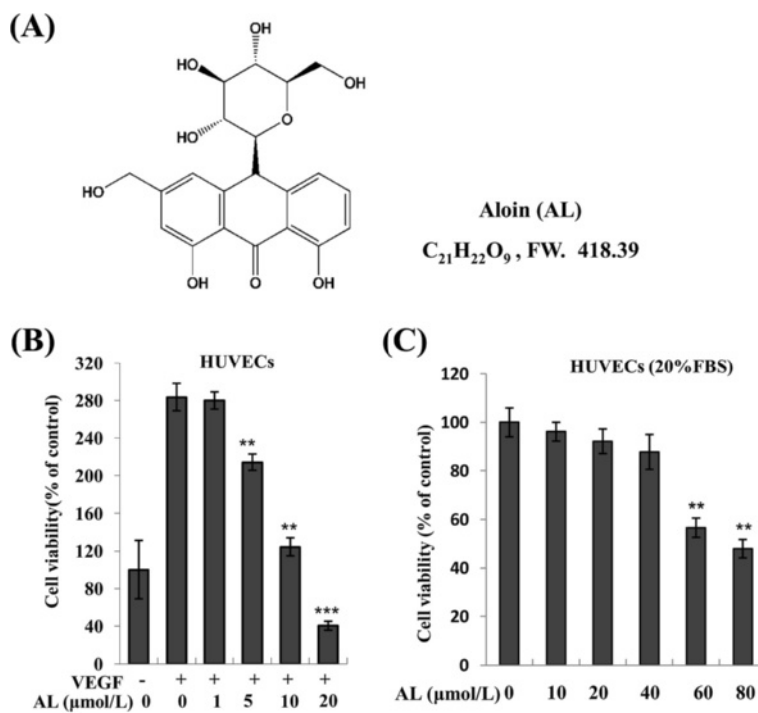 (A)
OH
HO
OH
HO
O
HO
OH
O
OH
Aloin (AL)
C₂₁H₂₂O₉ , FW. 418.39
(B)
HUVECs
Cell viability(% of control)
320
280
240
200
160
120
80
40
0
**
**
***
VEGF - + + + + +
AL (μmol/L) 0 0 1 5 10 20
(C)
HUVECs (20%FBS)
Cell viability (% of control)
120
100
80
60
40
20
0
**
**
AL (μmol/L) 0 10 20 40 60 80